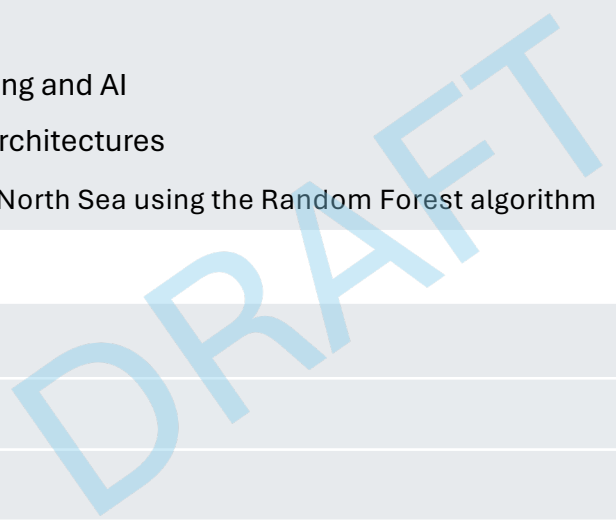 ng and AI
rchitectures
North Sea using the Random Forest algorithm
DRAFT